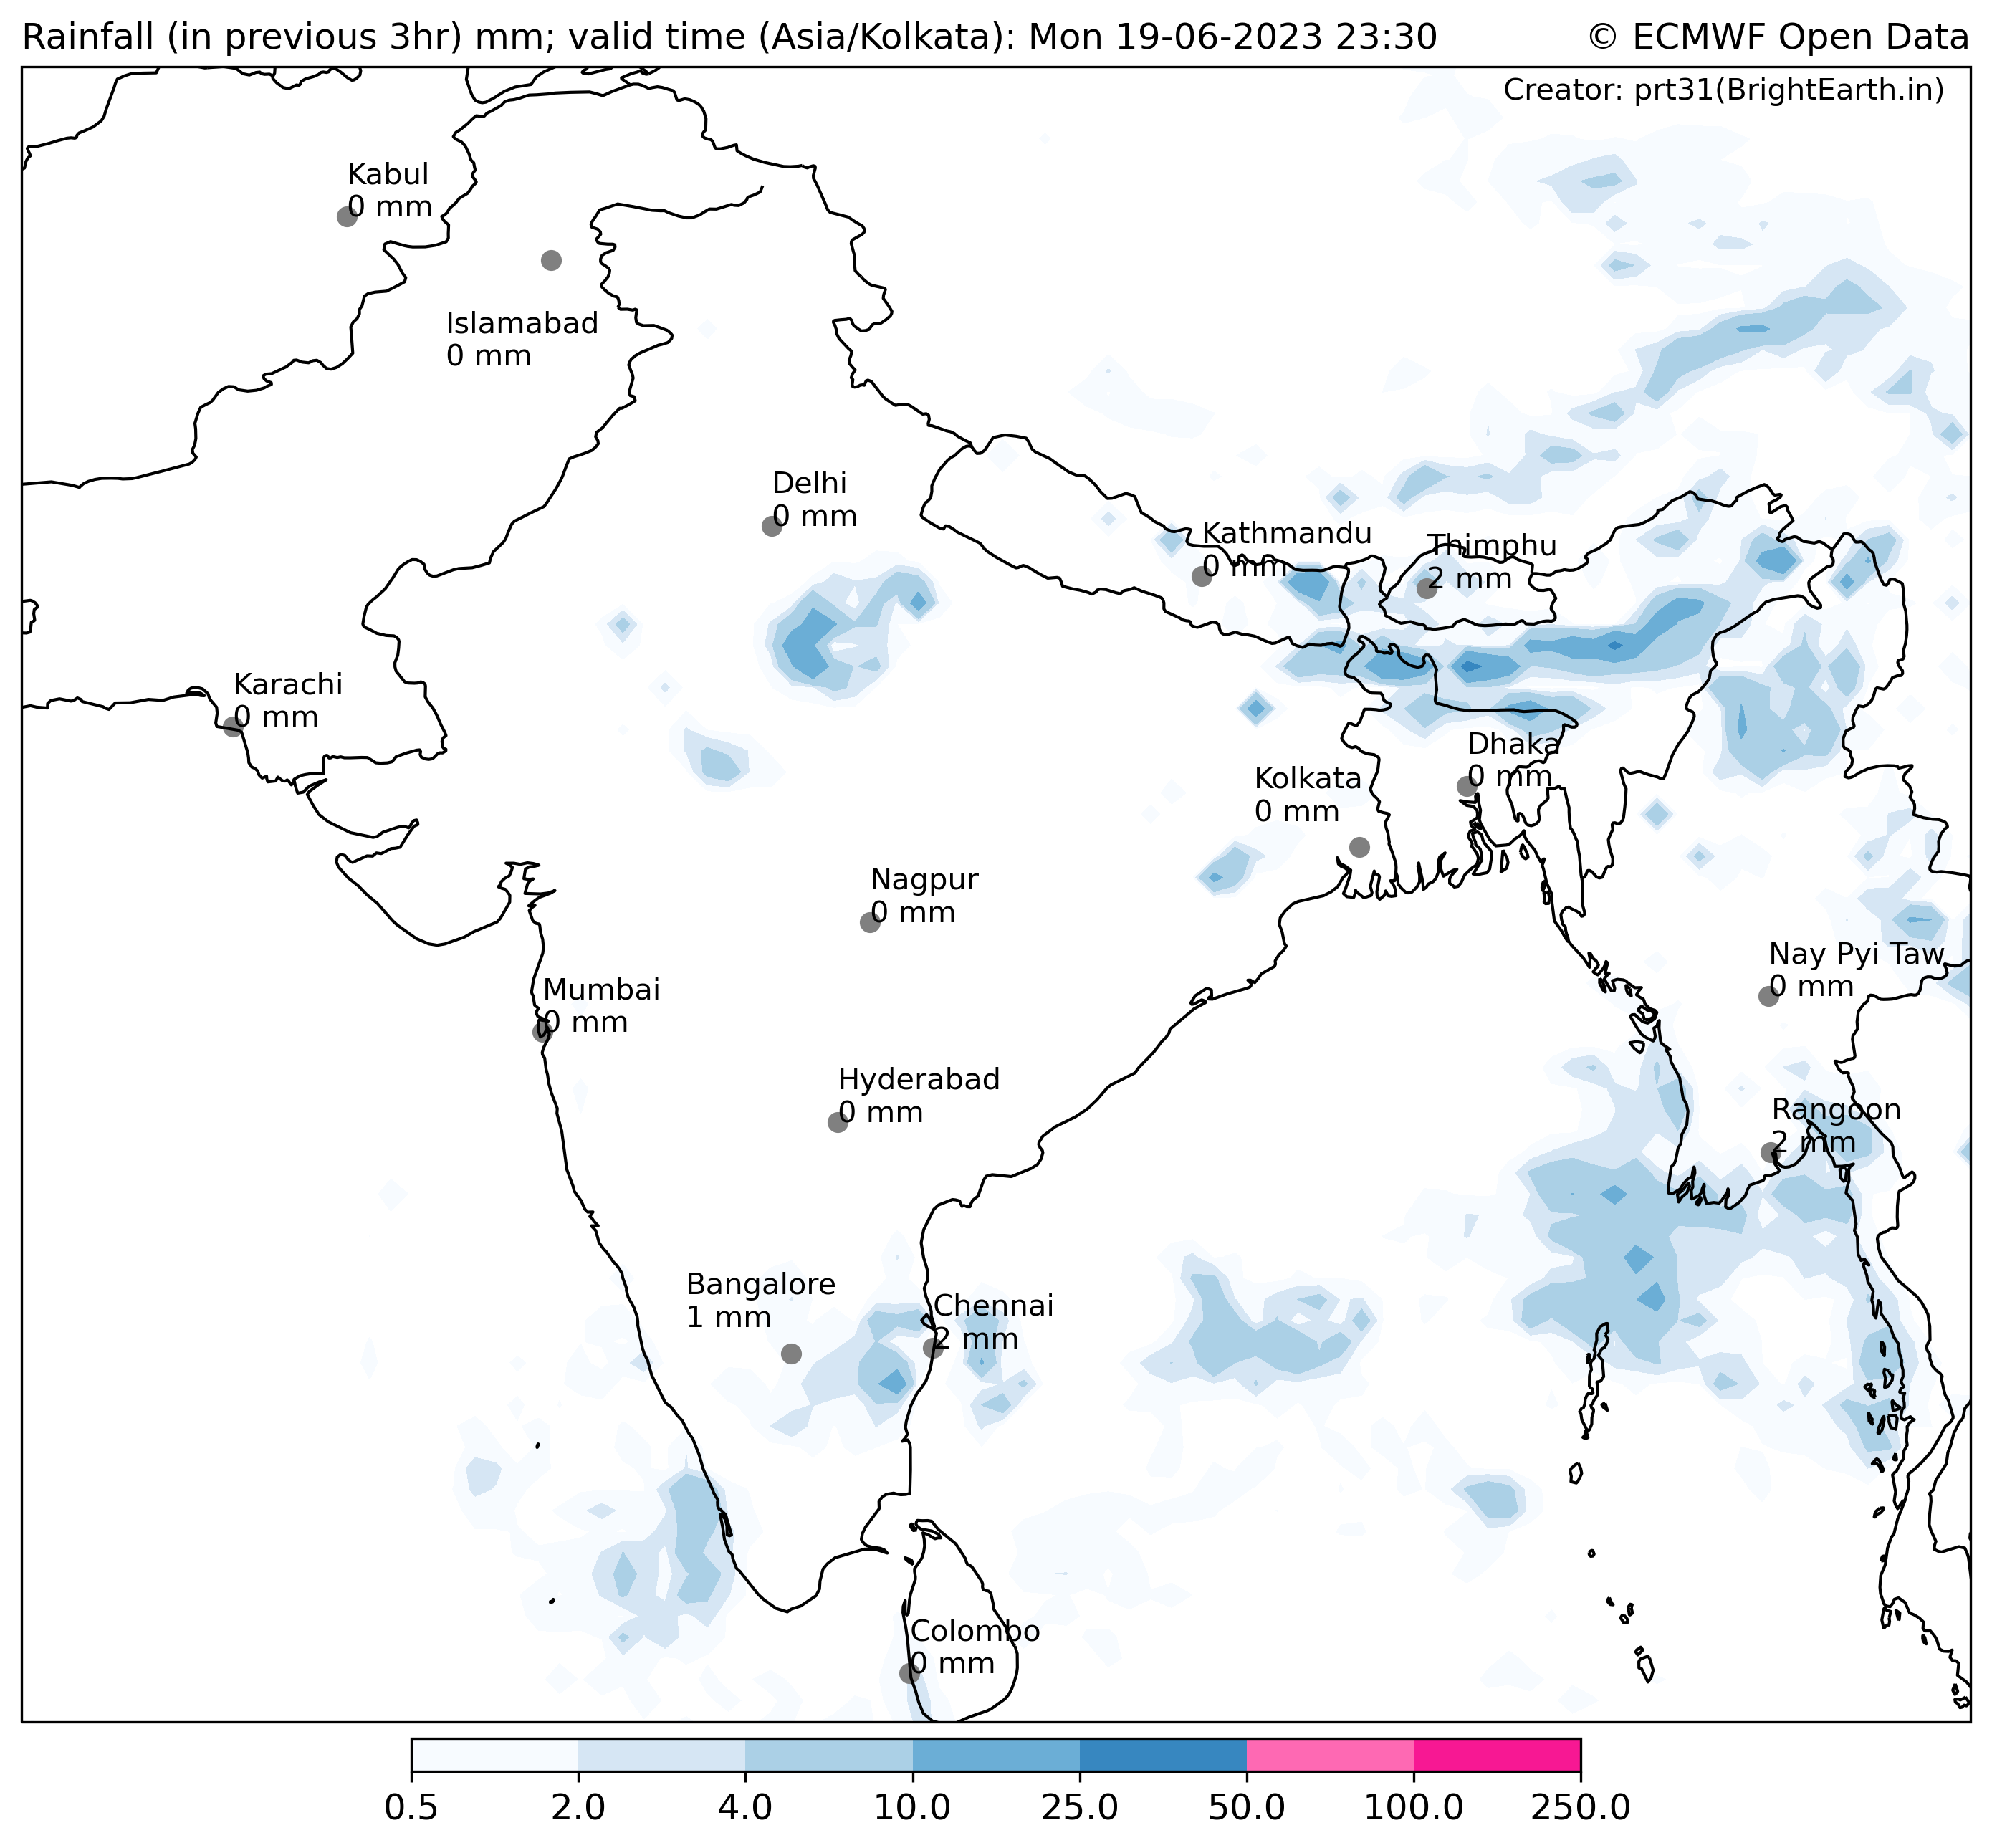 Rainfall (in previous 3hr) mm; valid time (Asia/Kolkata): Mon 19-06-2023 23:30
© ECMWF Open Data
Creator: prt31(BrightEarth.in)
Kabul
0 mm
Islamabad
0 mm
Delhi
0 mm
Kathmandu
0 mm
Thimphu
2 mm
Karachi
0 mm
Dhaka
0 mm
Kolkata
0 mm
Nagpur
0 mm
Nay Pyi Taw
0 mm
Mumbai
0 mm
Hyderabad
0 mm
Rangoon
2 mm
Bangalore
1 mm
Chennai
2 mm
Colombo
0 mm
0.5 2.0 4.0 10.0 25.0 50.0 100.0 250.0